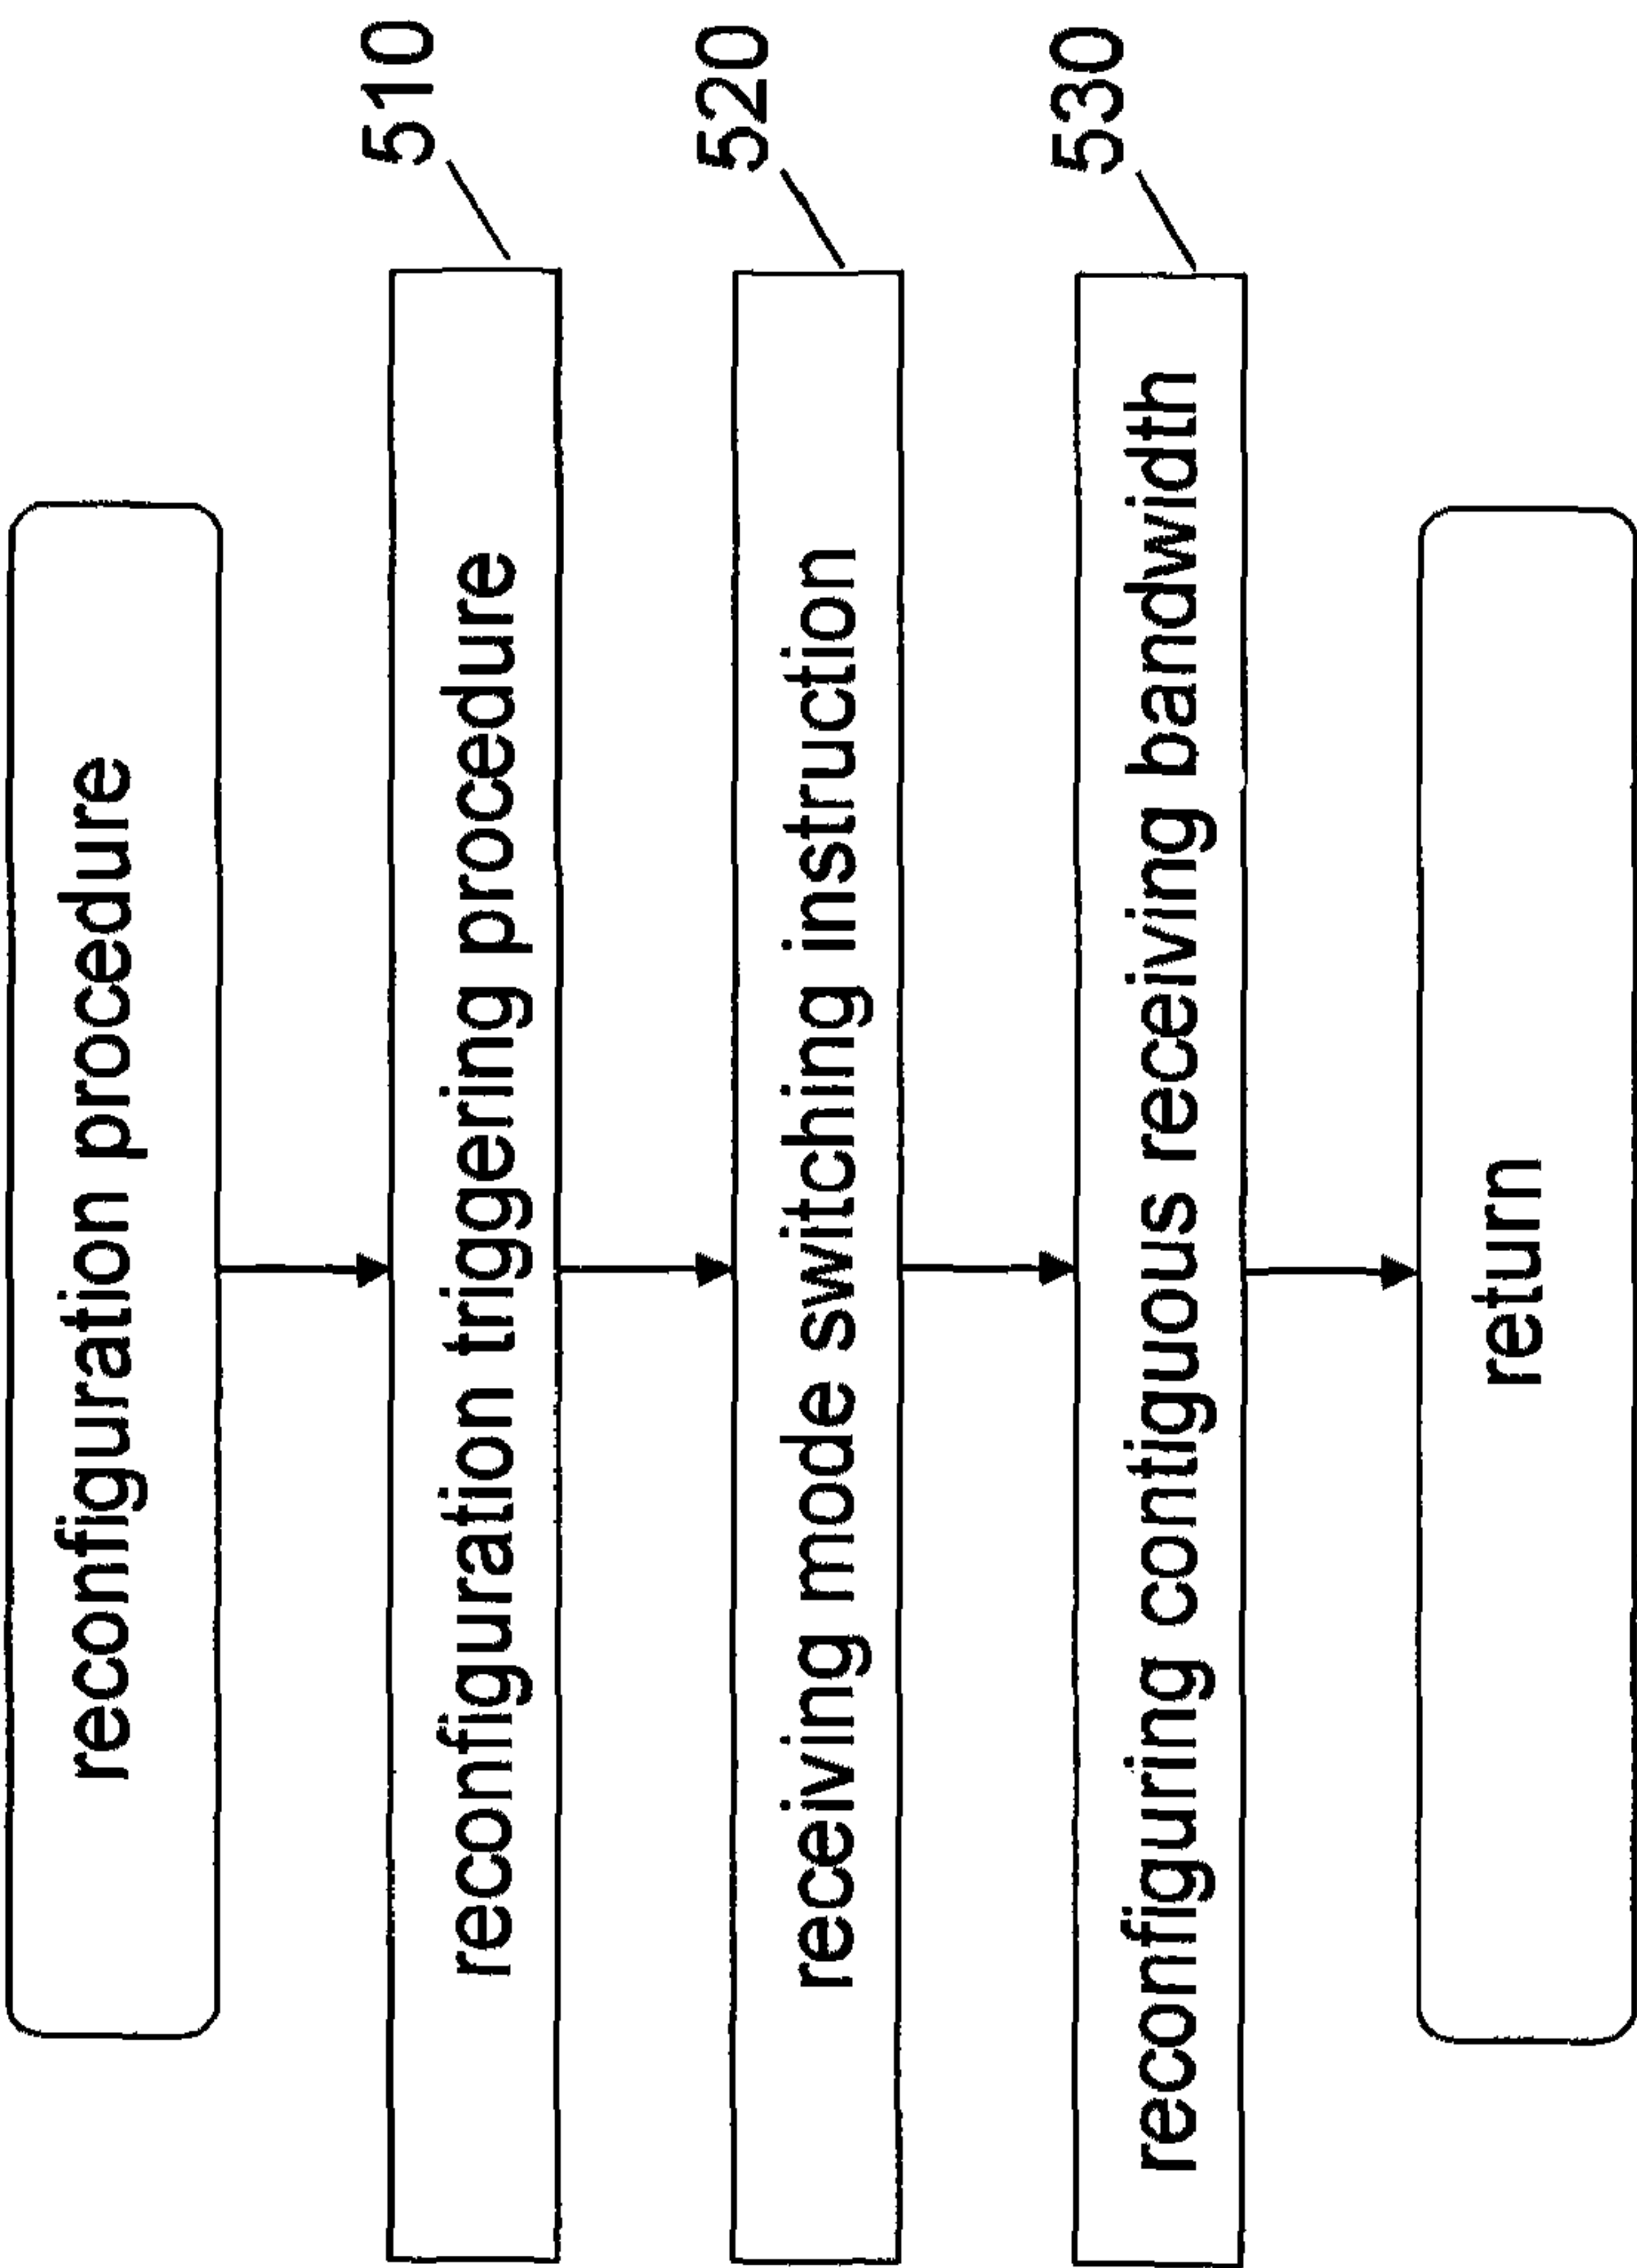 reconfiguration procedure
510
reconfiguration triggering procedure
520
receiving mode switching instruction
530
reconfiguring contiguous receiving bandwidth
return